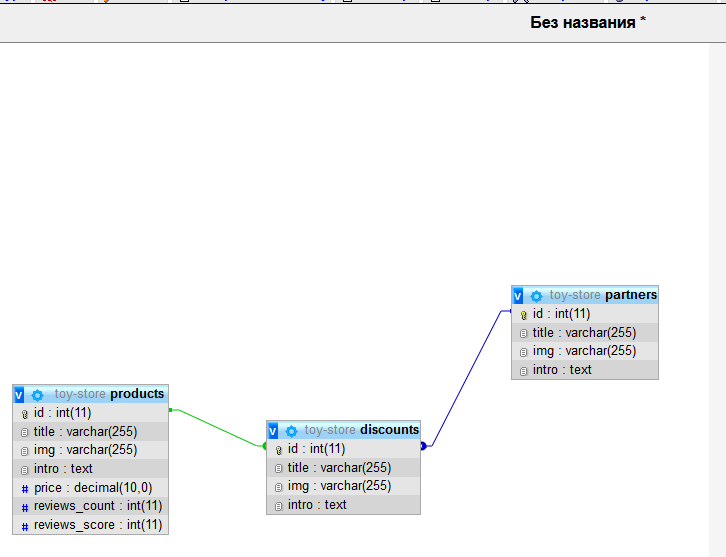 Без названия *
v toy-store partners
id : int(11)
title : varchar(255)
img : varchar(255)
intro : text
v toy-store products
id : int(11)
title : varchar(255)
img : varchar(255)
intro : text
# price : decimal(10,0)
# reviews_count : int(11)
# reviews_score : int(11)
v toy-store discounts
id : int(11)
title : varchar(255)
img : varchar(255)
intro : text